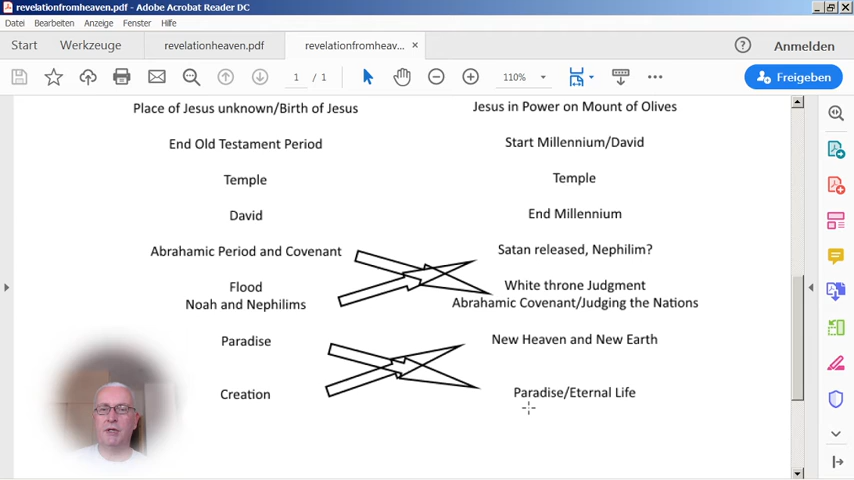 revelationfromheaven.pdf - Adobe Acrobat Reader DC
Datei Bearbeiten Anzeige Fenster Hilfe
Start Werkzeuge revelationheaven.pdf revelationfromheav... × Anmelden
1 / 1 110% Freigeben
Place of Jesus unknown/Birth of Jesus Jesus in Power on Mount of Olives
End Old Testament Period Start Millennium/David
Temple Temple
David End Millennium
Abrahamic Period and Covenant Satan released, Nephilim?
Flood White throne Judgment
Noah and Nephilims Abrahamic Covenant/Judging the Nations
Paradise New Heaven and New Earth
Creation Paradise/Eternal Life